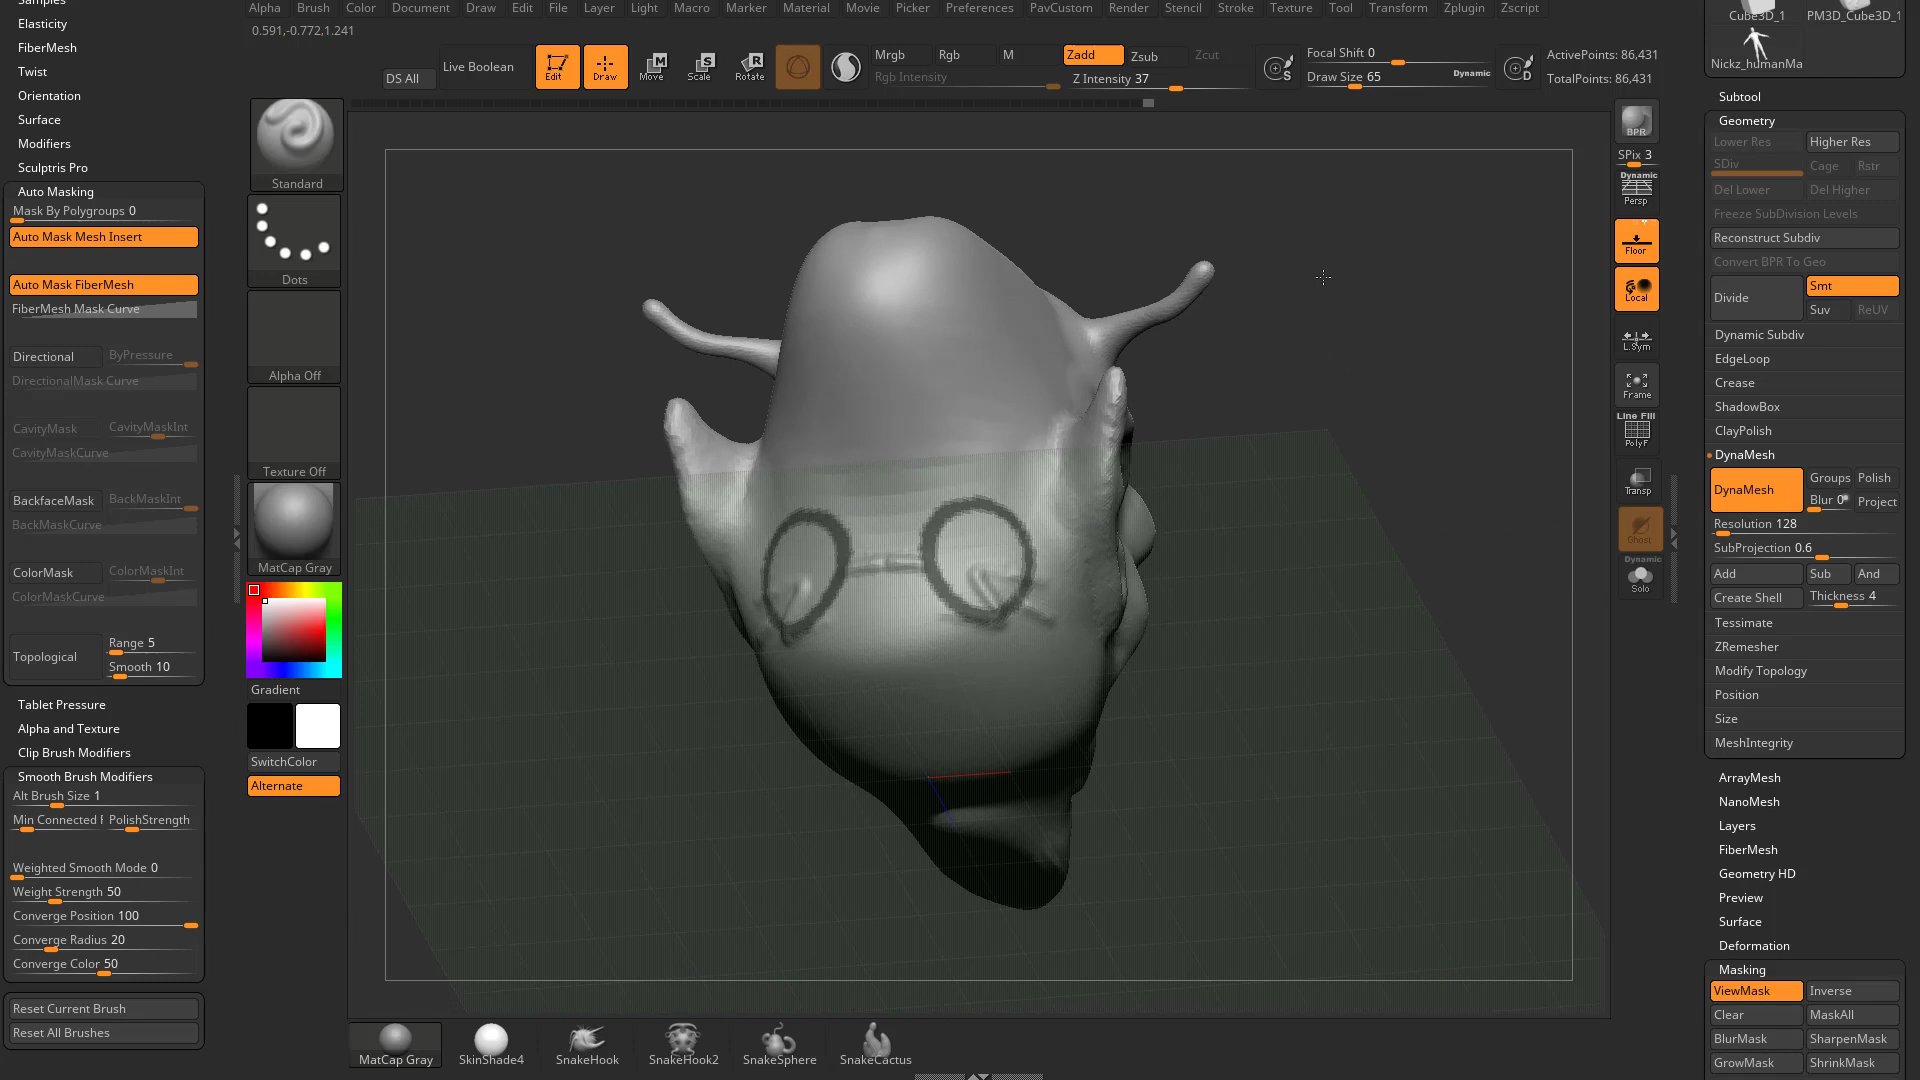 Alpha Brush Color Document Draw Edit File Layer Light Macro Marker Material Movie Picker Preferences PavCustom Render Stencil Stroke Texture Tool Transform Zplugin Zscript
0.591,-0.772,1.241
DS All
Live Boolean
Edit
Draw
Move
Scale
Rotate
Mrgb
Rgb
M
Rgb Intensity
Zadd
Zsub
Zcut
Z Intensity 37
Focal Shift 0
Draw Size 65
Dynamic
ActivePoints: 86,431
TotalPoints: 86,431
Elasticity
FiberMesh
Twist
Orientation
Surface
Modifiers
Sculptris Pro
Auto Masking
Mask By Polygroups 0
Auto Mask Mesh Insert
Auto Mask FiberMesh
FiberMesh Mask Curve
Directional ByPressure
DirectionalMask Curve
CavityMask CavityMaskInt
CavityMaskCurve
BackfaceMask BackMaskInt
BackMaskCurve
ColorMask ColorMaskInt
ColorMaskCurve
Topological
Range 5
Smooth 10
Tablet Pressure
Alpha and Texture
Clip Brush Modifiers
Smooth Brush Modifiers
Alt Brush Size 1
Min Connected PolishStrength
Weighted Smooth Mode 0
Weight Strength 50
Converge Position 100
Converge Radius 20
Converge Color 50
Reset Current Brush
Reset All Brushes
Standard
Dots
Alpha Off
Texture Off
MatCap Gray
Gradient
SwitchColor
Alternate
MatCap Gray
SkinShade4
SnakeHook
SnakeHook2
SnakeSphere
SnakeCactus
BPR
SPix 3
Dynamic
Persp
Floor
Local
L.Sym
Frame
Line Fill
PolyF
Transp
Ghost
Dynamic
Solo
Cube3D_1 PM3D_Cube3D_1
Nickz_humanMa
Subtool
Geometry
Lower Res Higher Res
SDiv Cage Rstr
Del Lower Del Higher
Freeze SubDivision Levels
Reconstruct Subdiv
Convert BPR To Geo
Divide
Smt
Suv ReUV
Dynamic Subdiv
EdgeLoop
Crease
ShadowBox
ClayPolish
DynaMesh
DynaMesh
Groups Polish
Blur 0 Project
Resolution 128
SubProjection 0.6
Add Sub And
Create Shell Thickness 4
Tessimate
ZRemesher
Modify Topology
Position
Size
MeshIntegrity
ArrayMesh
NanoMesh
Layers
FiberMesh
Geometry HD
Preview
Surface
Deformation
Masking
ViewMask Inverse
Clear MaskAll
BlurMask SharpenMask
GrowMask ShrinkMask